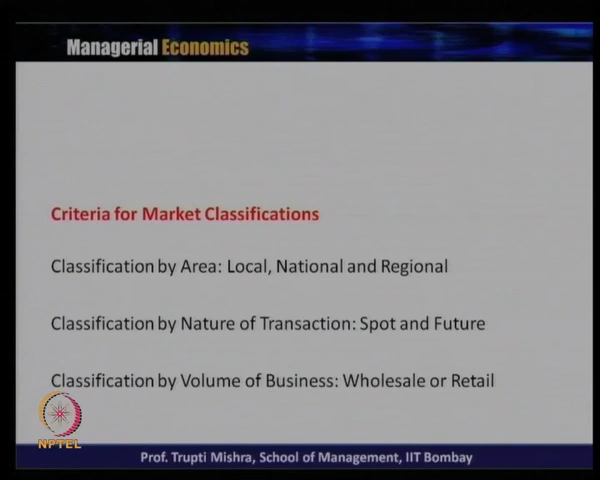 Managerial Economics
Criteria for Market Classifications
Classification by Area: Local, National and Regional
Classification by Nature of Transaction: Spot and Future
Classification by Volume of Business: Wholesale or Retail
NPTEL
Prof. Trupti Mishra, School of Management, IIT Bombay